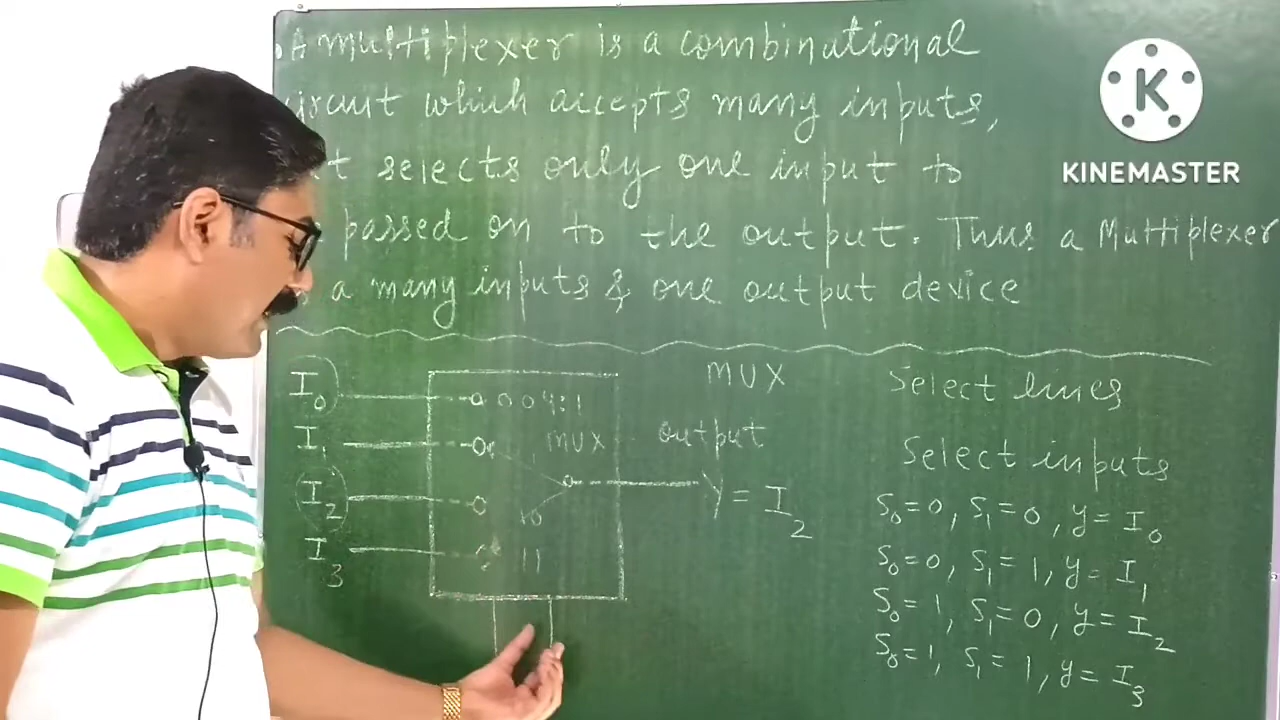 A multiplexer is a combinational
circuit which accepts many inputs,
selects only one input to
passed on to the output. Thus a Multiplexer
a many inputs & one output device
MUX
Select lines
I0
I1
I2
I3
4:1
MUX
10
11
output
Y = I2
Select inputs
S0=0, S1=0, y=I0
S0=0, S1=1, y=I1
S0=1, S1=0, y=I2
S0=1, S1=1, y=I3
K
KINEMASTER